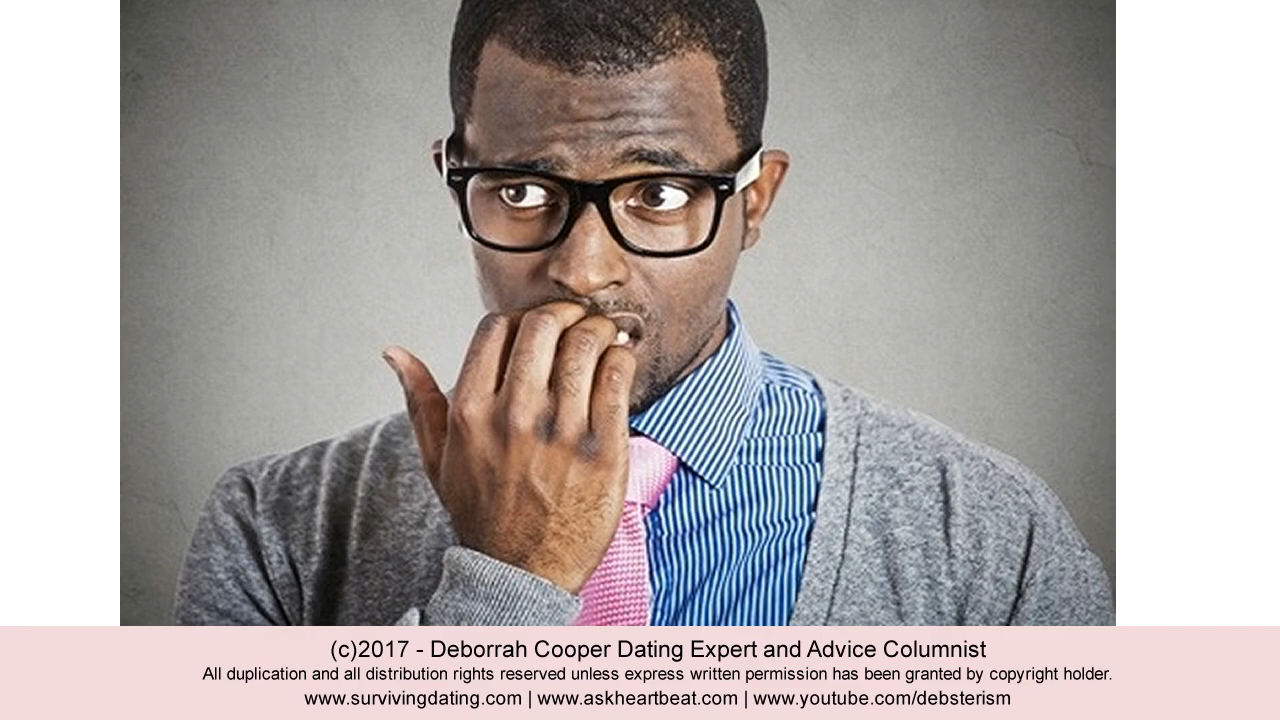 (c)2017 - Deborrah Cooper Dating Expert and Advice Columnist
All duplication and all distribution rights reserved unless express written permission has been granted by copyright holder.
www.survivingdating.com | www.askheartbeat.com | www.youtube.com/debsterism